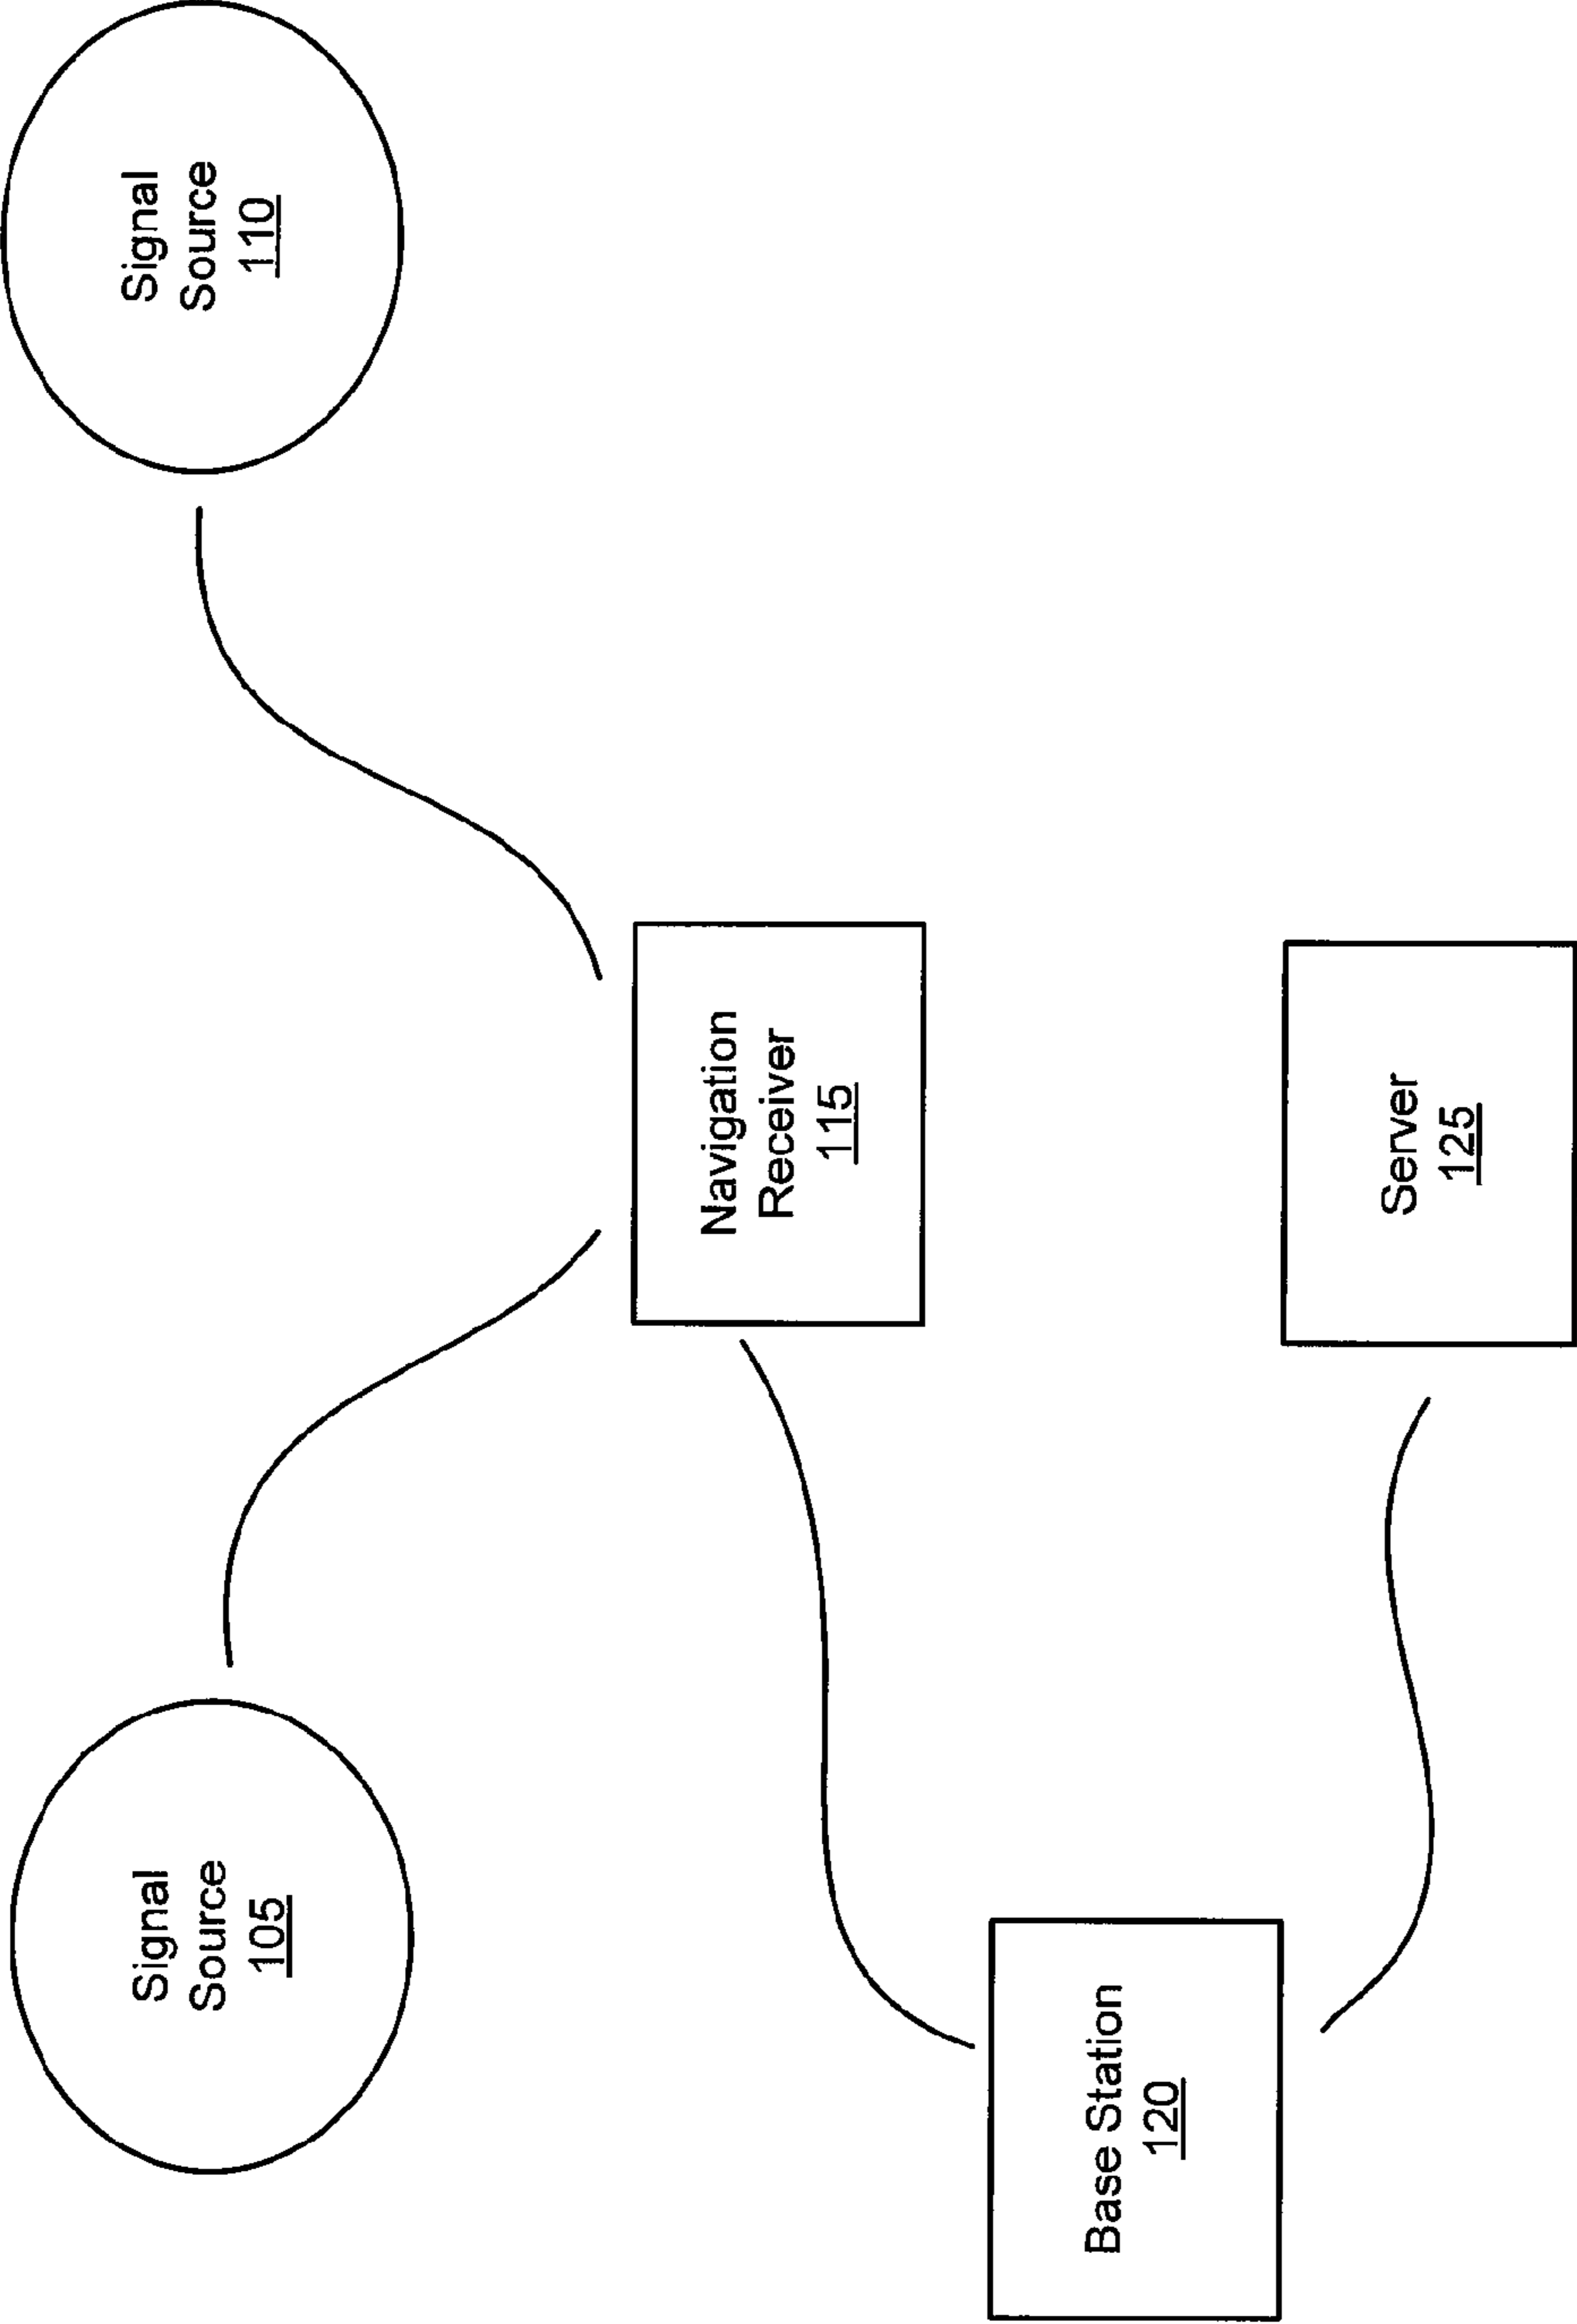 Signal
Source
105
Signal
Source
110
Navigation
Receiver
115
Base Station
120
Server
125